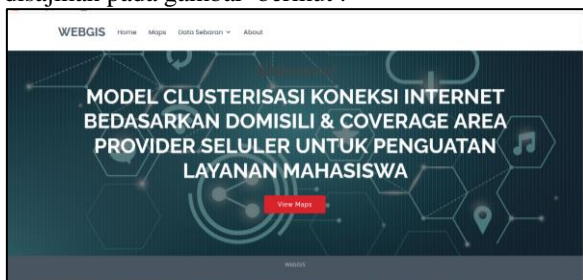 disajikan pada gambar berikut :
WEBGIS Home Maps Data Sebaran About
MODEL CLUSTERISASI KONEKSI INTERNET
BEDASARKAN DOMISILI & COVERAGE AREA
PROVIDER SELULER UNTUK PENGUATAN
LAYANAN MAHASISWA
View Maps
WEBGIS